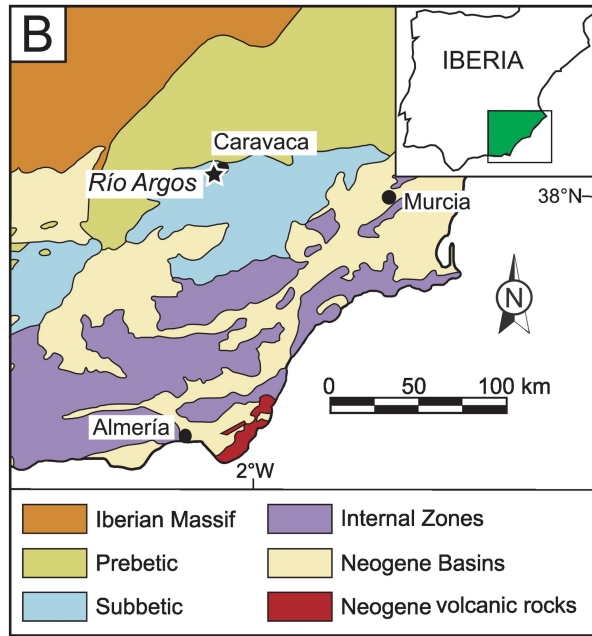 B
IBERIA
Caravaca
Río Argos
Murcia
38°N
N
0 50 100 km
Almería
2°W
Iberian Massif
Internal Zones
Prebetic
Neogene Basins
Subbetic
Neogene volcanic rocks